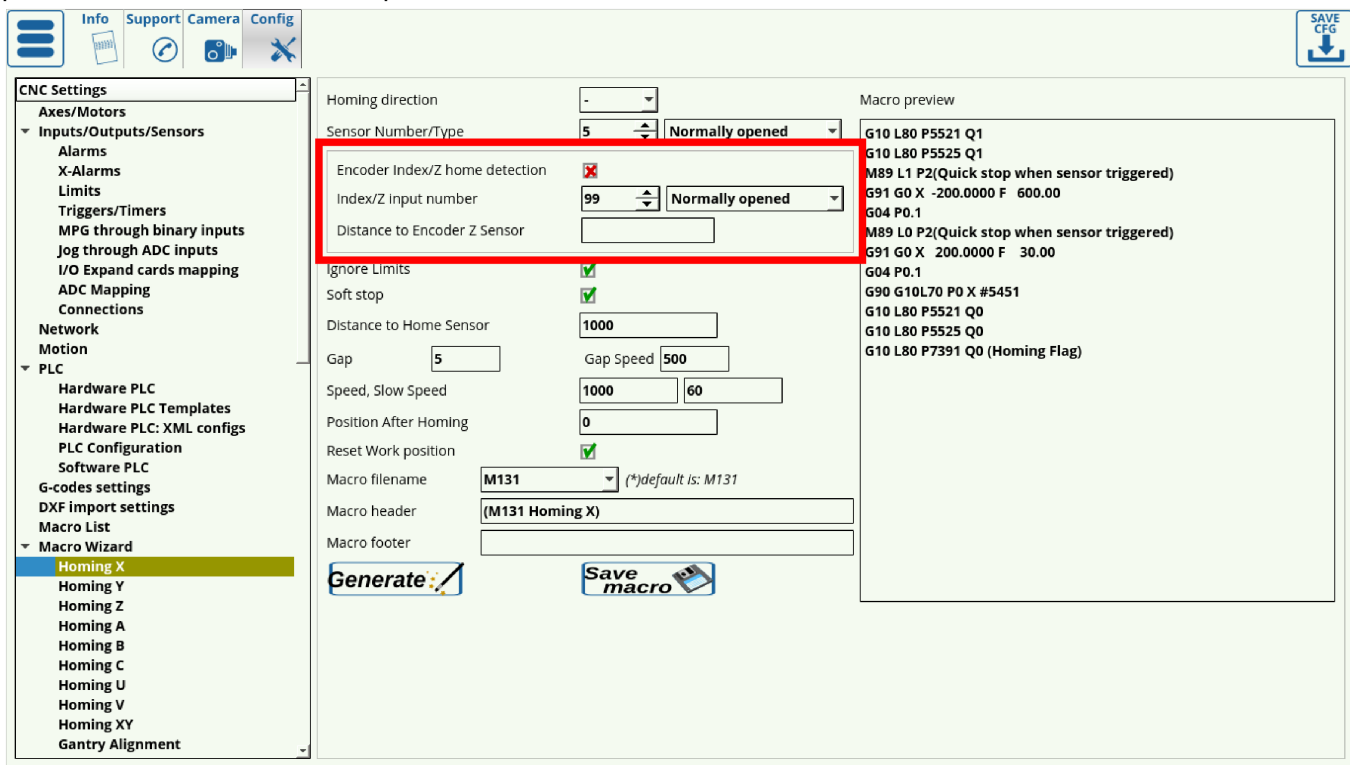 Info Support Camera Config
SAVE CFG
CNC Settings
Axes/Motors
Inputs/Outputs/Sensors
Alarms
X-Alarms
Limits
Triggers/Timers
MPG through binary inputs
Jog through ADC inputs
I/O Expand cards mapping
ADC Mapping
Connections
Network
Motion
PLC
Hardware PLC
Hardware PLC Templates
Hardware PLC: XML configs
PLC Configuration
Software PLC
G-codes settings
DXF import settings
Macro List
Macro Wizard
Homing X
Homing Y
Homing Z
Homing A
Homing B
Homing C
Homing U
Homing V
Homing XY
Gantry Alignment
Homing direction -
Sensor Number/Type 5 Normally opened
Encoder Index/Z home detection
Index/Z input number 99 Normally opened
Distance to Encoder Z Sensor
Ignore Limits
Soft stop
Distance to Home Sensor 1000
Gap 5 Gap Speed 500
Speed, Slow Speed 1000 60
Position After Homing 0
Reset Work position
Macro filename M131 (*)default is: M131
Macro header (M131 Homing X)
Macro footer
Generate Save macro
Macro preview
G10 L80 P5521 Q1
G10 L80 P5525 Q1
M89 L1 P2(Quick stop when sensor triggered)
G91 G0 X -200.0000 F 600.00
G04 P0.1
M89 L0 P2(Quick stop when sensor triggered)
G91 G0 X 200.0000 F 30.00
G04 P0.1
G90 G10L70 P0 X #5451
G10 L80 P5521 Q0
G10 L80 P5525 Q0
G10 L80 P7391 Q0 (Homing Flag)